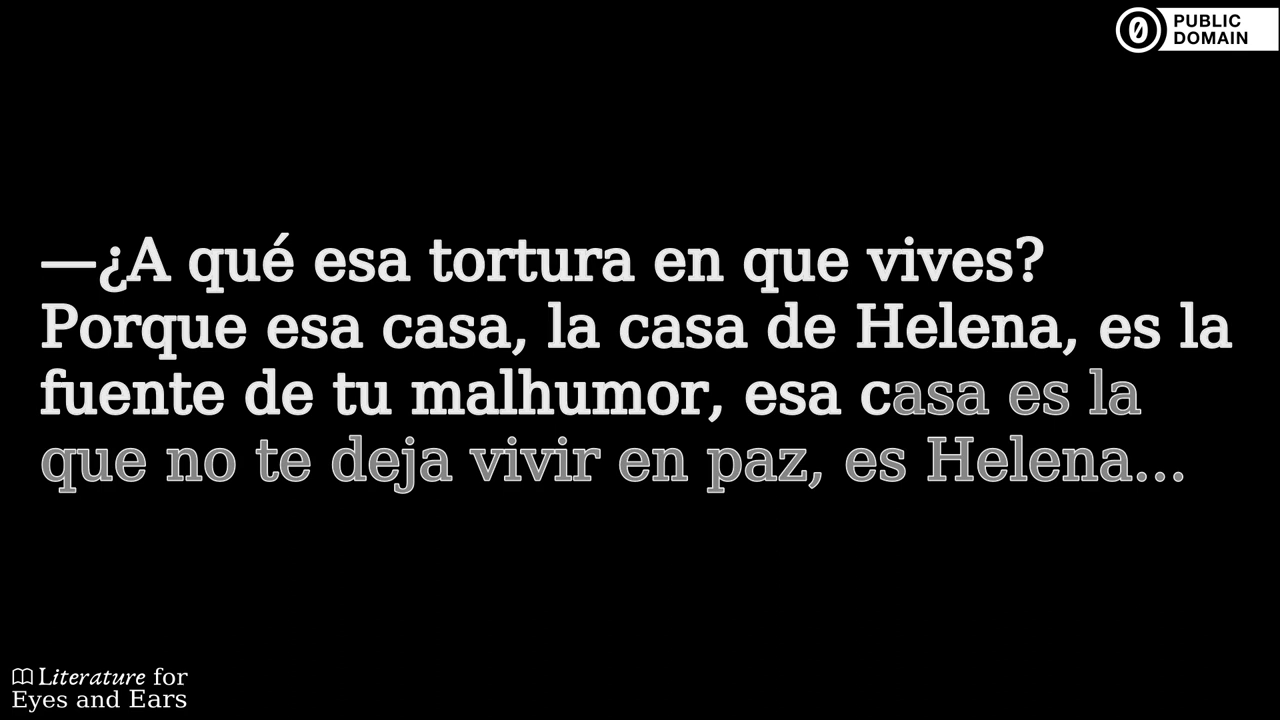 PUBLIC
DOMAIN
—¿A qué esa tortura en que vives?
Porque esa casa, la casa de Helena, es la
fuente de tu malhumor, esa casa es la
que no te deja vivir en paz, es Helena...
Literature for
Eyes and Ears